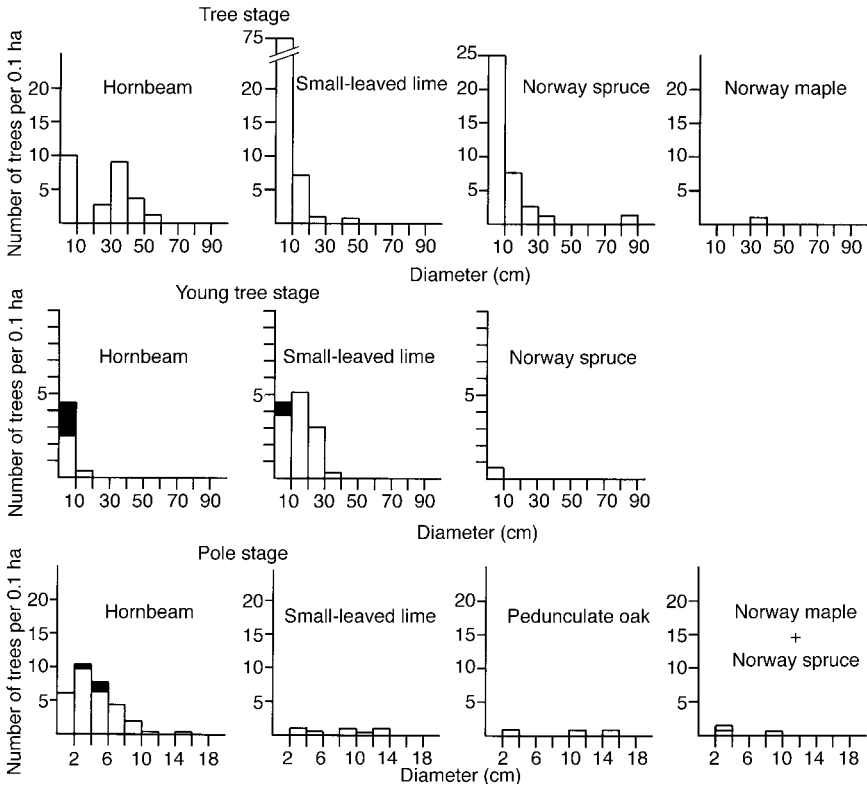 Tree stage
Number of trees per 0.1 ha
75
20
15
10
5
Hornbeam
20
15
10
5
Small-leaved lime
25
20
15
10
5
Norway spruce
20
15
10
5
Norway maple
10 30 50 70 90
10 30 50 70 90
10 30 50 70 90
10 30 50 70 90
Diameter (cm)
Young tree stage
Number of trees per 0.1 ha
5
Hornbeam
5
Small-leaved lime
5
Norway spruce
10 30 50 70 90
10 30 50 70 90
10 30 50 70 90
Diameter (cm)
Pole stage
Number of trees per 0.1 ha
20
15
10
5
Hornbeam
20
15
10
5
Small-leaved lime
20
15
10
5
Pedunculate oak
20
15
10
5
Norway maple
+
Norway spruce
2 6 10 14 18
2 6 10 14 18
2 6 10 14 18
2 6 10 14 18
Diameter (cm)